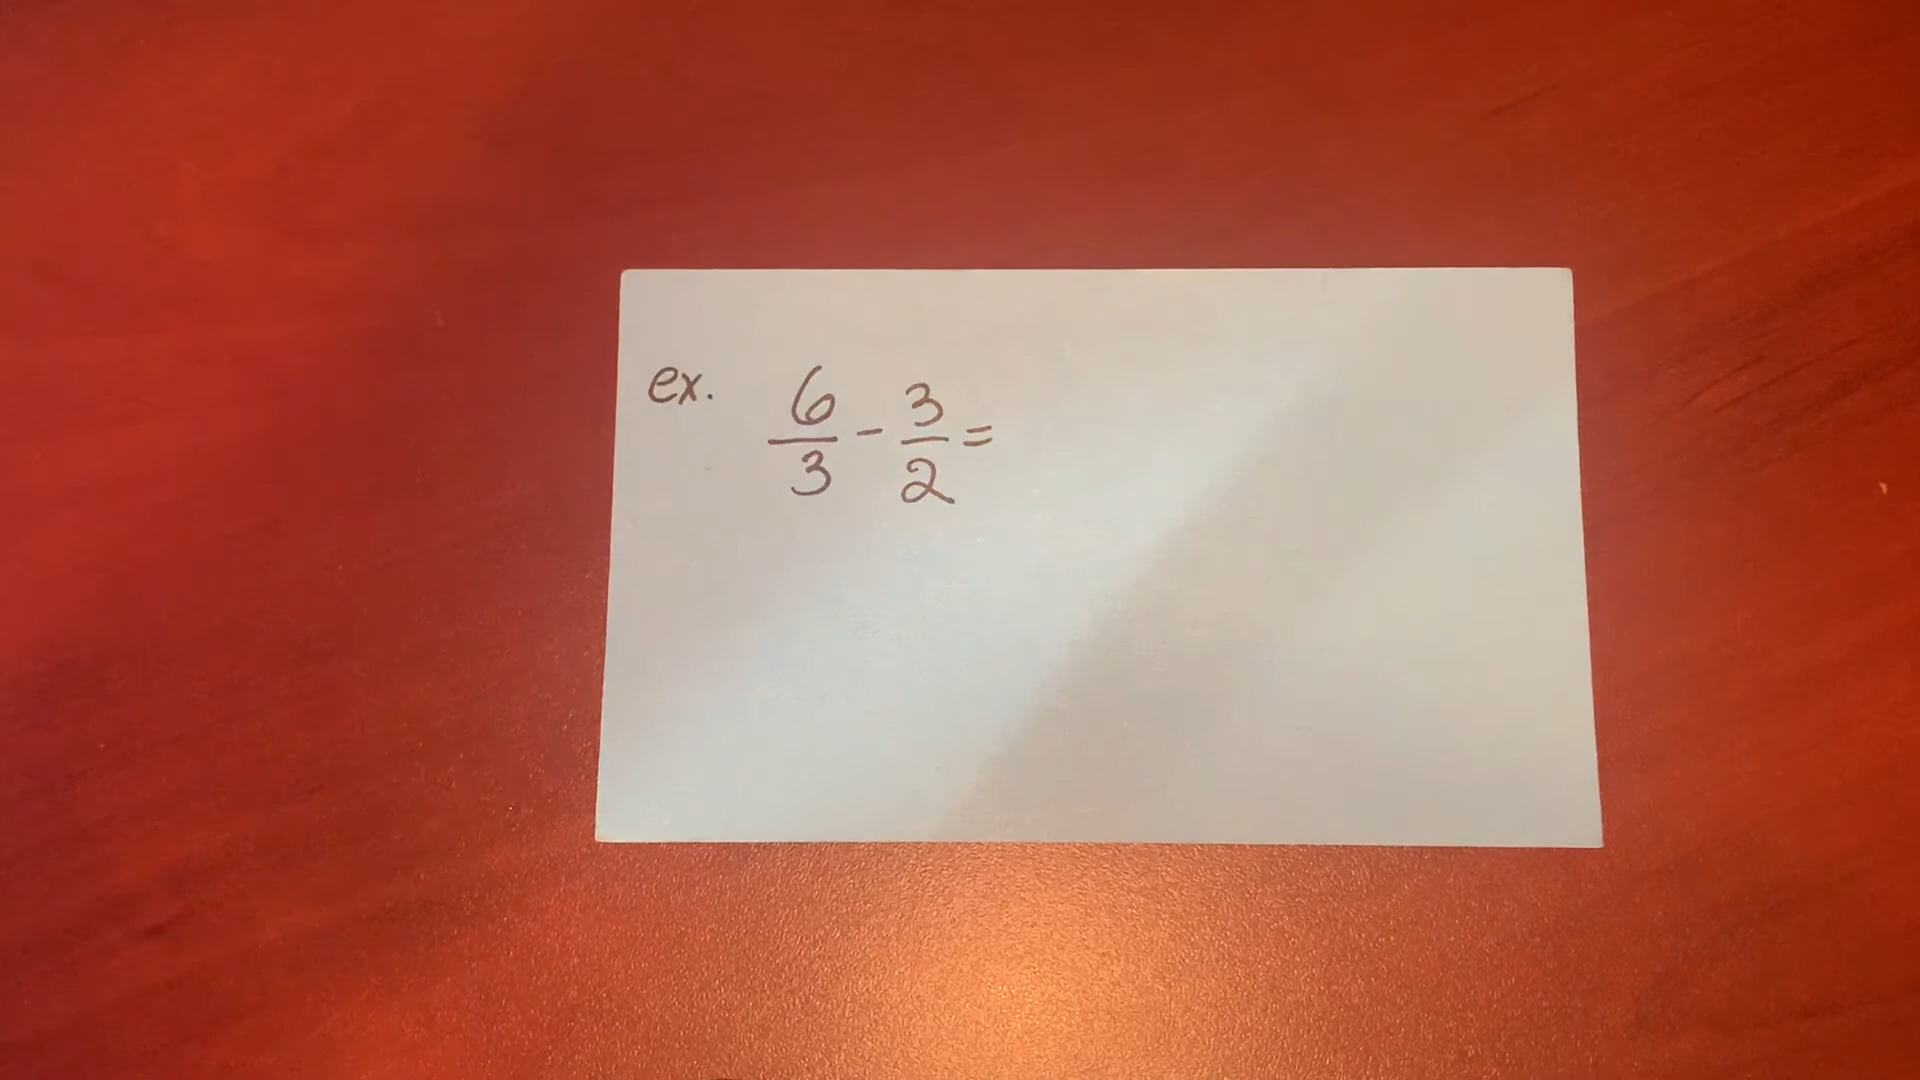 ex. 6/3 - 3/2 =